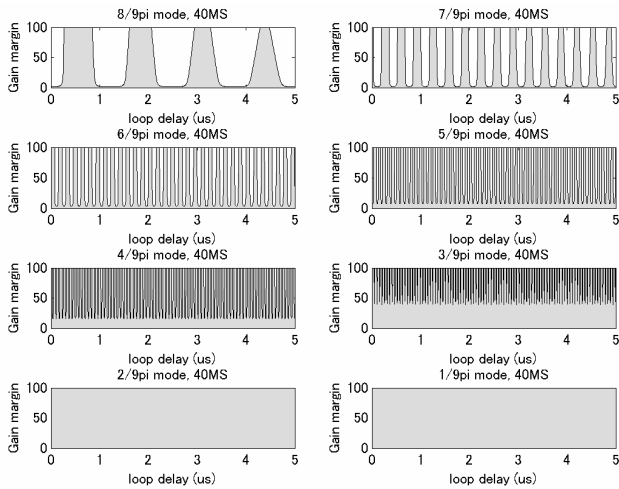 8/9pi mode, 40MS
Gain margin
100
50
0
0 1 2 3 4 5
loop delay (us)
7/9pi mode, 40MS
Gain margin
100
50
0
0 1 2 3 4 5
loop delay (us)
6/9pi mode, 40MS
Gain margin
100
50
0
0 1 2 3 4 5
loop delay (us)
5/9pi mode, 40MS
Gain margin
100
50
0
0 1 2 3 4 5
loop delay (us)
4/9pi mode, 40MS
Gain margin
100
50
0
0 1 2 3 4 5
loop delay (us)
3/9pi mode, 40MS
Gain margin
100
50
0
0 1 2 3 4 5
loop delay (us)
2/9pi mode, 40MS
Gain margin
100
50
0
0 1 2 3 4 5
loop delay (us)
1/9pi mode, 40MS
Gain margin
100
50
0
0 1 2 3 4 5
loop delay (us)